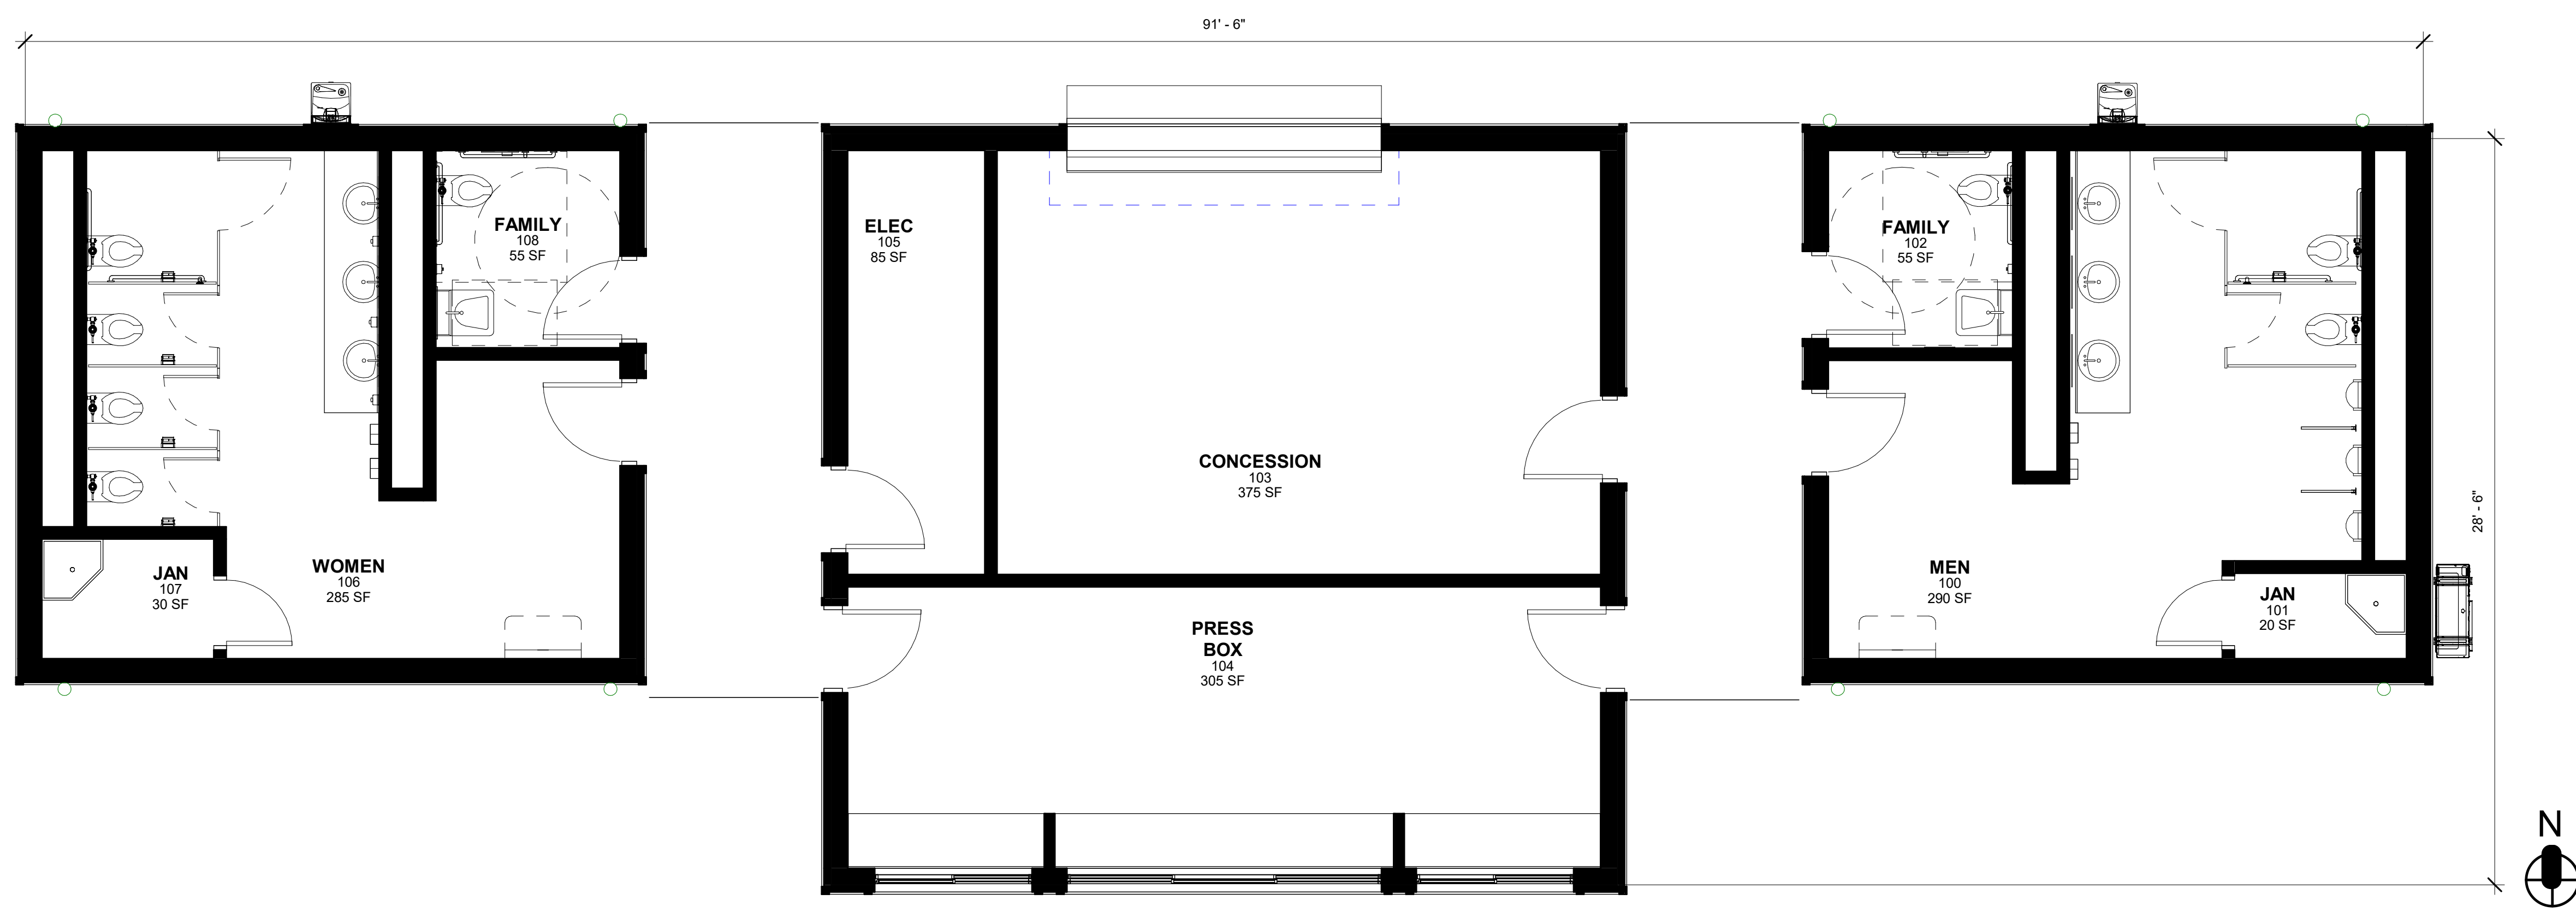 91' - 6"
FAMILY
108
55 SF
ELEC
105
85 SF
FAMILY
102
55 SF
CONCESSION
103
375 SF
28' - 6"
JAN
107
30 SF
WOMEN
106
285 SF
MEN
100
290 SF
JAN
101
20 SF
PRESS
BOX
104
305 SF
N